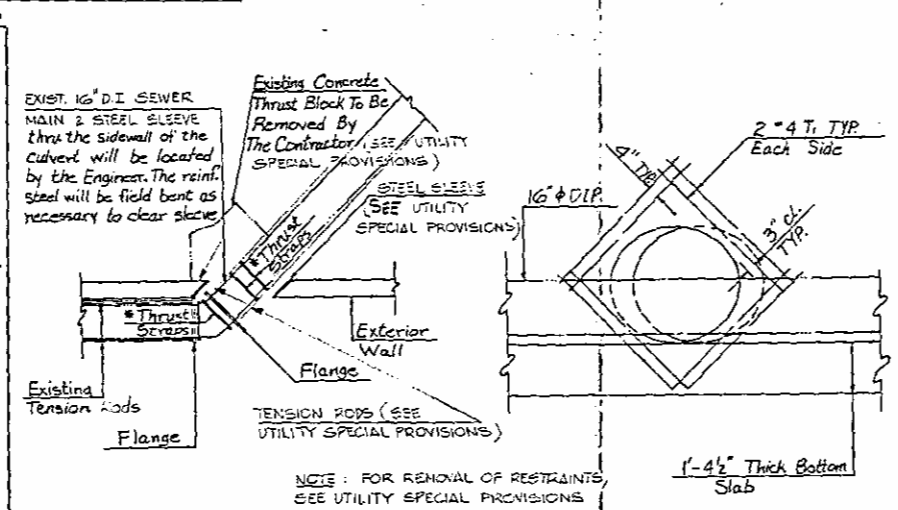 EXIST. 16" D.I SEWER
MAIN 2 STEEL SLEEVE
thru the sidewall of the
culvert will be located
by the Engineer. The reinf.
steel will be field bent as
necessary to clear sleeve
Existing Concrete
Thrust Block To Be
Removed By
The Contractor (SEE UTILITY
SPECIAL PROVISIONS)
STEEL SLEEVE
(SEE UTILITY
SPECIAL PROVISIONS)
* Thrust
Straps
* Thrust
Straps
Existing
Tension Rods
Flange
Flange
Exterior
Wall
TENSION RODS (SEE
UTILITY SPECIAL PROVISIONS)
NOTE : FOR REMOVAL OF RESTRAINTS,
SEE UTILITY SPECIAL PROVISIONS
2 #4 T1 TYP.
Each Side
4" TYP.
16" φ DIP.
3" cl.
TYP.
1'-4½" Thick Bottom
Slab